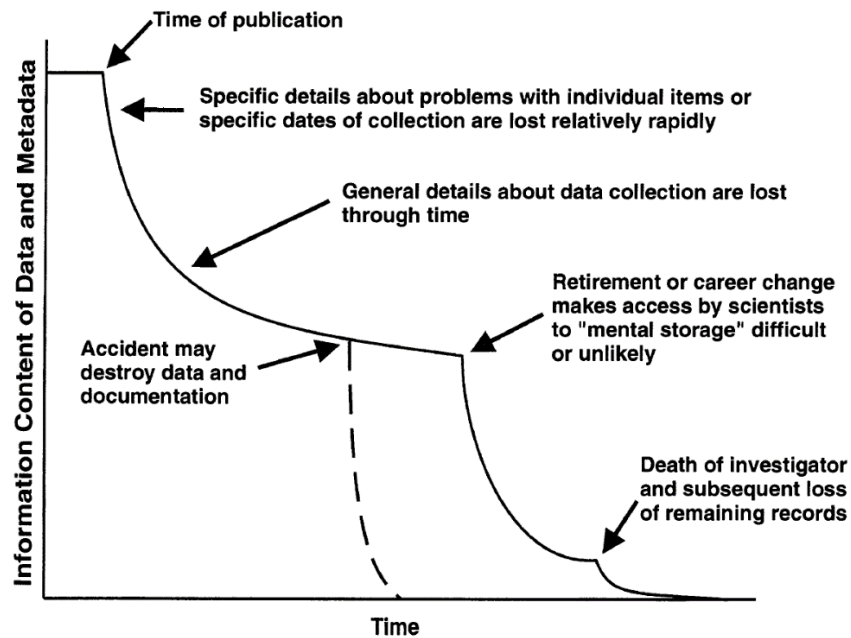 Time of publication
Specific details about problems with individual items or
specific dates of collection are lost relatively rapidly
General details about data collection are lost
through time
Retirement or career change
makes access by scientists
to "mental storage" difficult
or unlikely
Accident may
destroy data and
documentation
Death of investigator
and subsequent loss
of remaining records
Information Content of Data and Metadata
Time